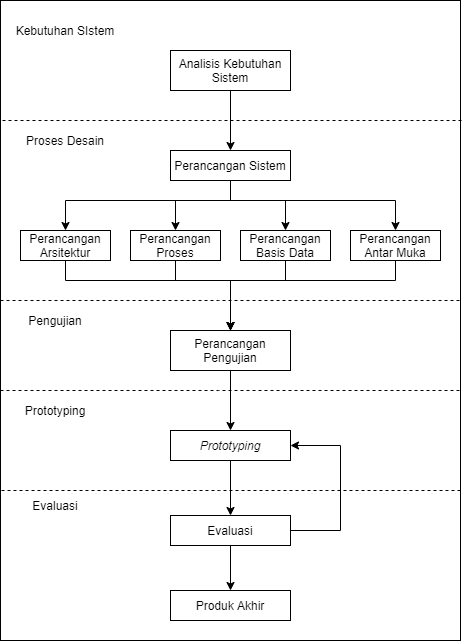 Kebutuhan SIstem
Analisis Kebutuhan
Sistem
Proses Desain
Perancangan Sistem
Perancangan
Arsitektur
Perancangan
Proses
Perancangan
Basis Data
Perancangan
Antar Muka
Pengujian
Perancangan
Pengujian
Prototyping
Prototyping
Evaluasi
Evaluasi
Produk Akhir